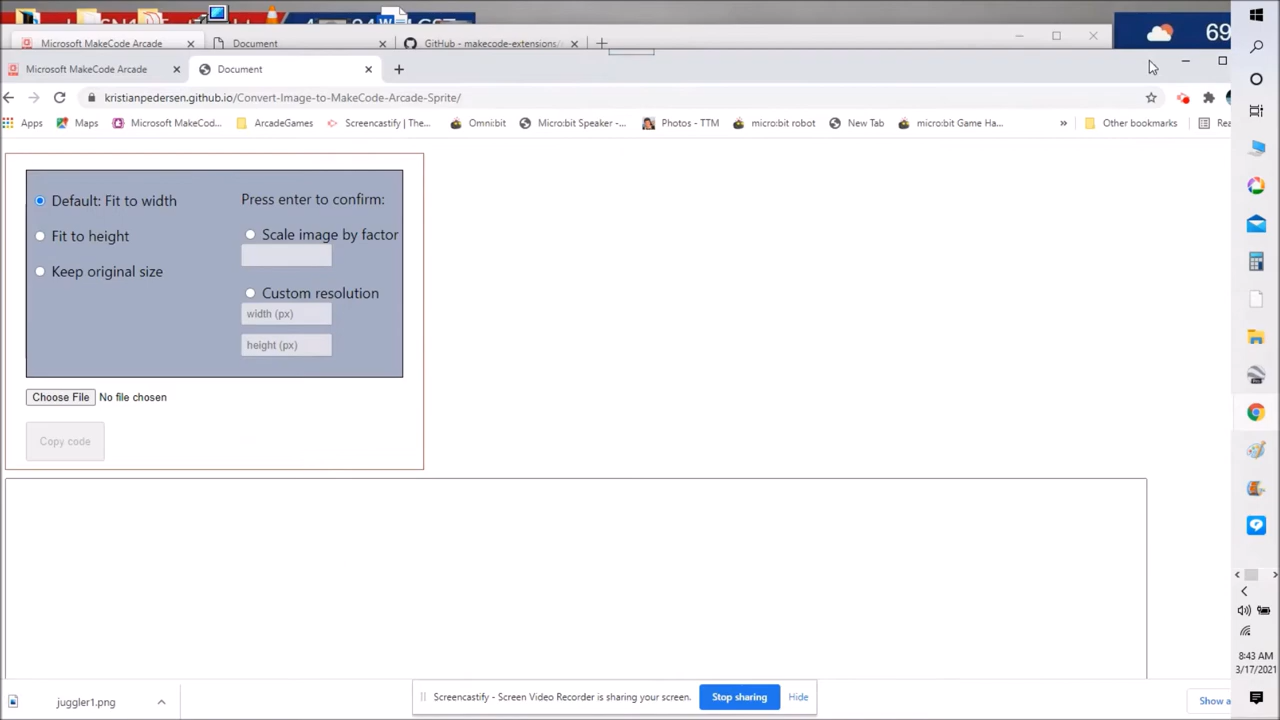 69
Microsoft MakeCode Arcade
Document
GitHub - makecode-extensions/
Microsoft MakeCode Arcade
Document
kristianpedersen.github.io/Convert-Image-to-MakeCode-Arcade-Sprite/
Apps
Maps
Microsoft MakeCod...
ArcadeGames
Screencastify | The...
Omni:bit
Micro:bit Speaker -...
Photos - TTM
micro:bit robot
New Tab
micro:bit Game Ha...
»
Other bookmarks
Rea
Default: Fit to width
Fit to height
Keep original size
Press enter to confirm:
Scale image by factor
Custom resolution
width (px)
height (px)
Choose File No file chosen
Copy code
juggler1.png
Screencastify - Screen Video Recorder is sharing your screen.
Stop sharing
Hide
Show a
8:43 AM
3/17/2021